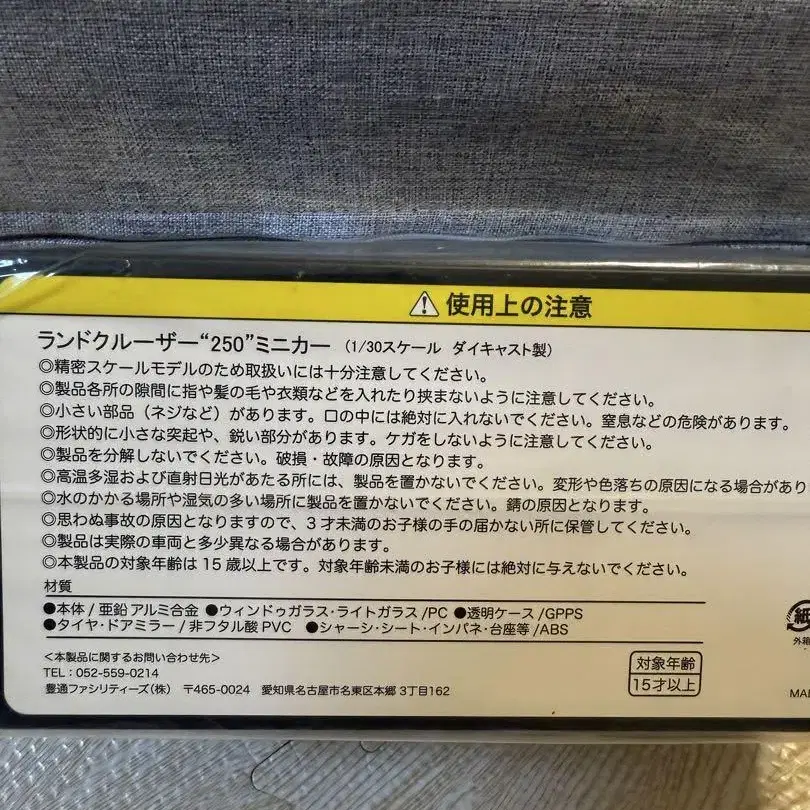 ⚠ 使用上の注意
ランドクルーザー“250”ミニカー （1/30スケール ダイキャスト製）
◎精密スケールモデルのため取扱いには十分注意してください。
◎製品各所の隙間に指や髪の毛や衣類などを入れたり挟まないように注意してください。
◎小さい部品（ネジなど）があります。口の中には絶対に入れないでください。窒息などの危険があります。
◎形状的に小さな突起や、鋭い部分があります。ケガをしないように注意してください。
◎製品を分解しないでください。破損・故障の原因となります。
◎高温多湿および直射日光があたる所には、製品を置かないでください。変形や色落ちの原因になる場合があり
◎水のかかる場所や湿気の多い場所に製品を置かないでください。錆の原因となります。
◎思わぬ事故の原因となりますので、３才未満のお子様の手の届かない所に保管してください。
◎製品は実際の車両と多少異なる場合があります。
◎本製品の対象年齢は 15 歳以上です。対象年齢未満のお子様には絶対に与えないでください。
材質
●本体 / 亜鉛 アルミ合金 ●ウィンドゥガラス・ライトガラス /PC ●透明ケース /GPPS
●タイヤ・ドアミラー / 非フタル酸 PVC ●シャーシ・シート・インパネ・台座等 /ABS
＜本製品に関するお問い合わせ先＞
TEL：052-559-0214
豊通ファシリティーズ（株） 〒465-0024 愛知県名古屋市名東区本郷 3丁目162
対象年齢
15才以上
紙
外箱